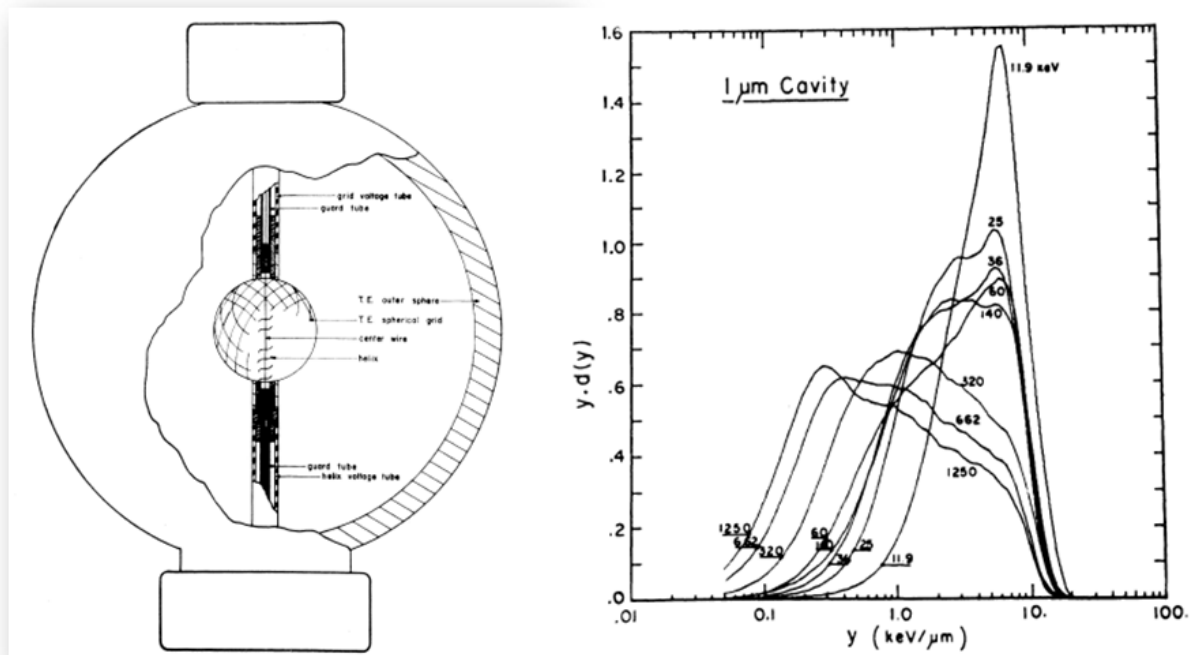 grid voltage tube
guard tube
T.E. outer sphere
T.E. spherical grid
center wire
helix
guard tube
helix voltage tube
1 μm Cavity
11.9 keV
25
36
60
140
320
662
1250
1250
662
320
60
140
36
25
11.9
1.6
1.4
1.2
1.0
0.8
0.6
0.4
.2
.0
y·d(y)
.01
0.1
1.0
10.
100.
y (keV/μm)